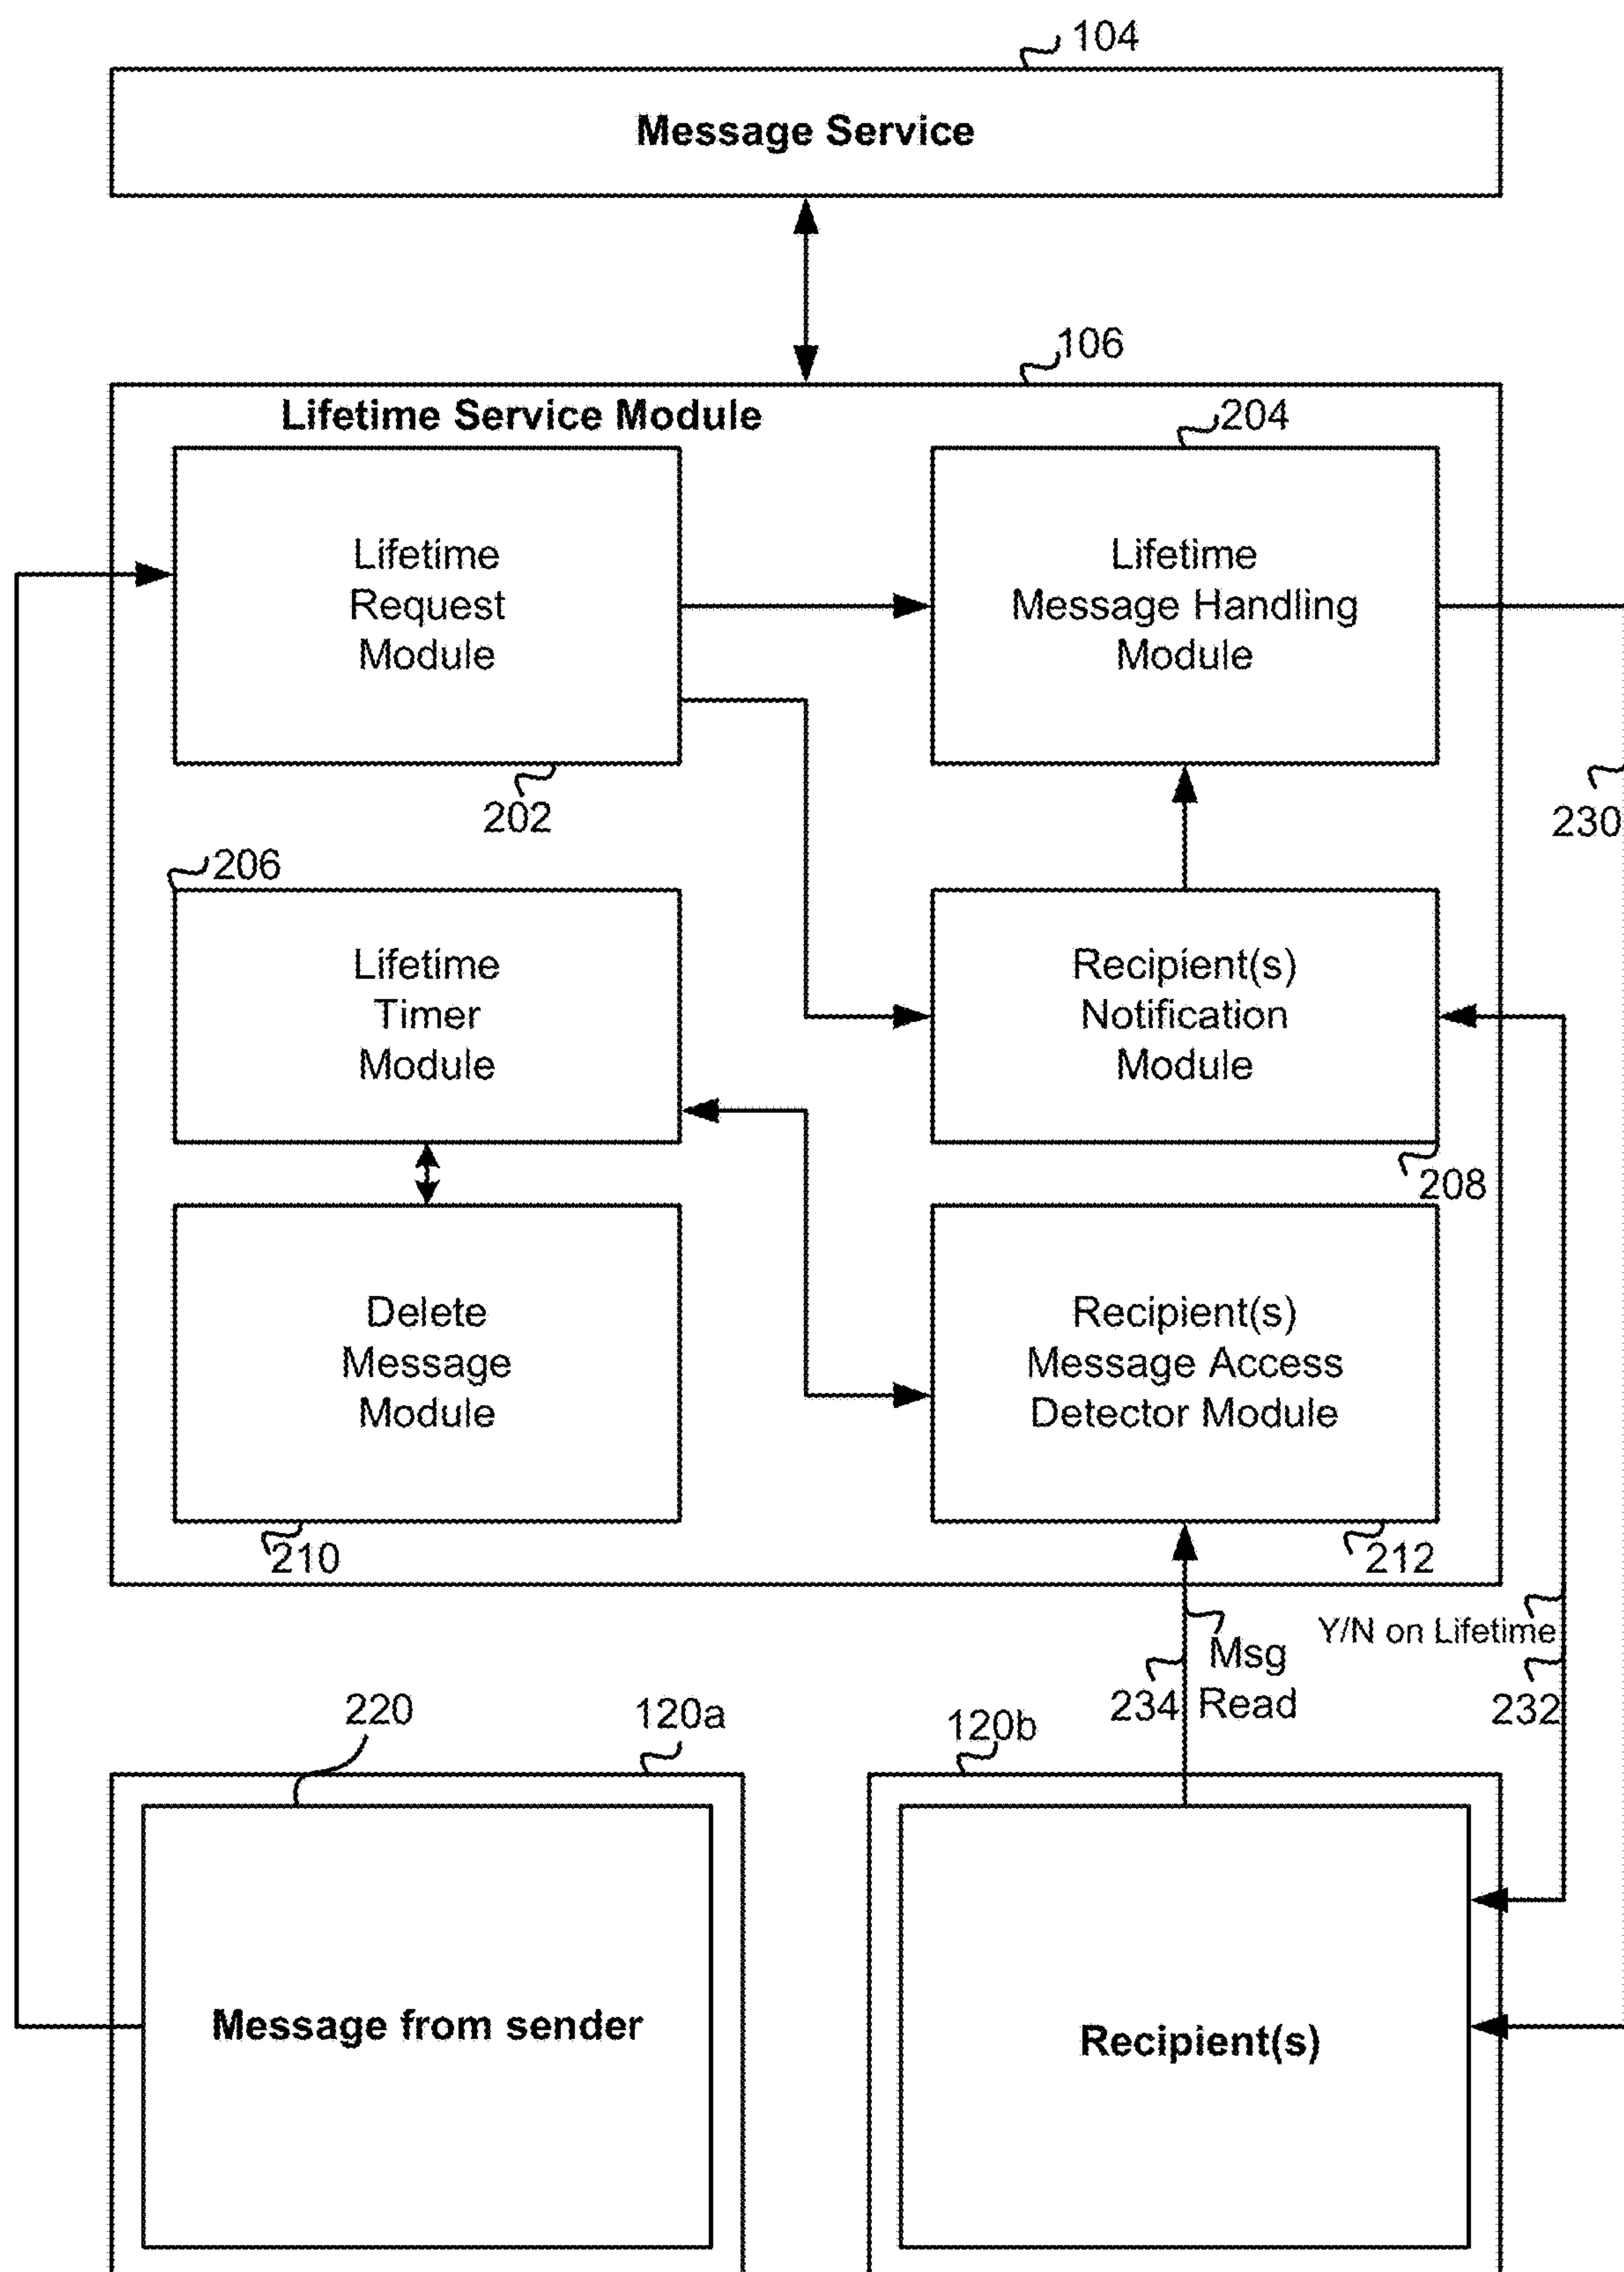 104
Message Service
106
Lifetime Service Module
204
Lifetime
Request
Module
Lifetime
Message Handling
Module
202
230
206
Lifetime
Timer
Module
Recipient(s)
Notification
Module
208
Delete
Message
Module
Recipient(s)
Message Access
Detector Module
210
212
Y/N on Lifetime
Msg
Read
234
232
220
120a
120b
Message from sender
Recipient(s)